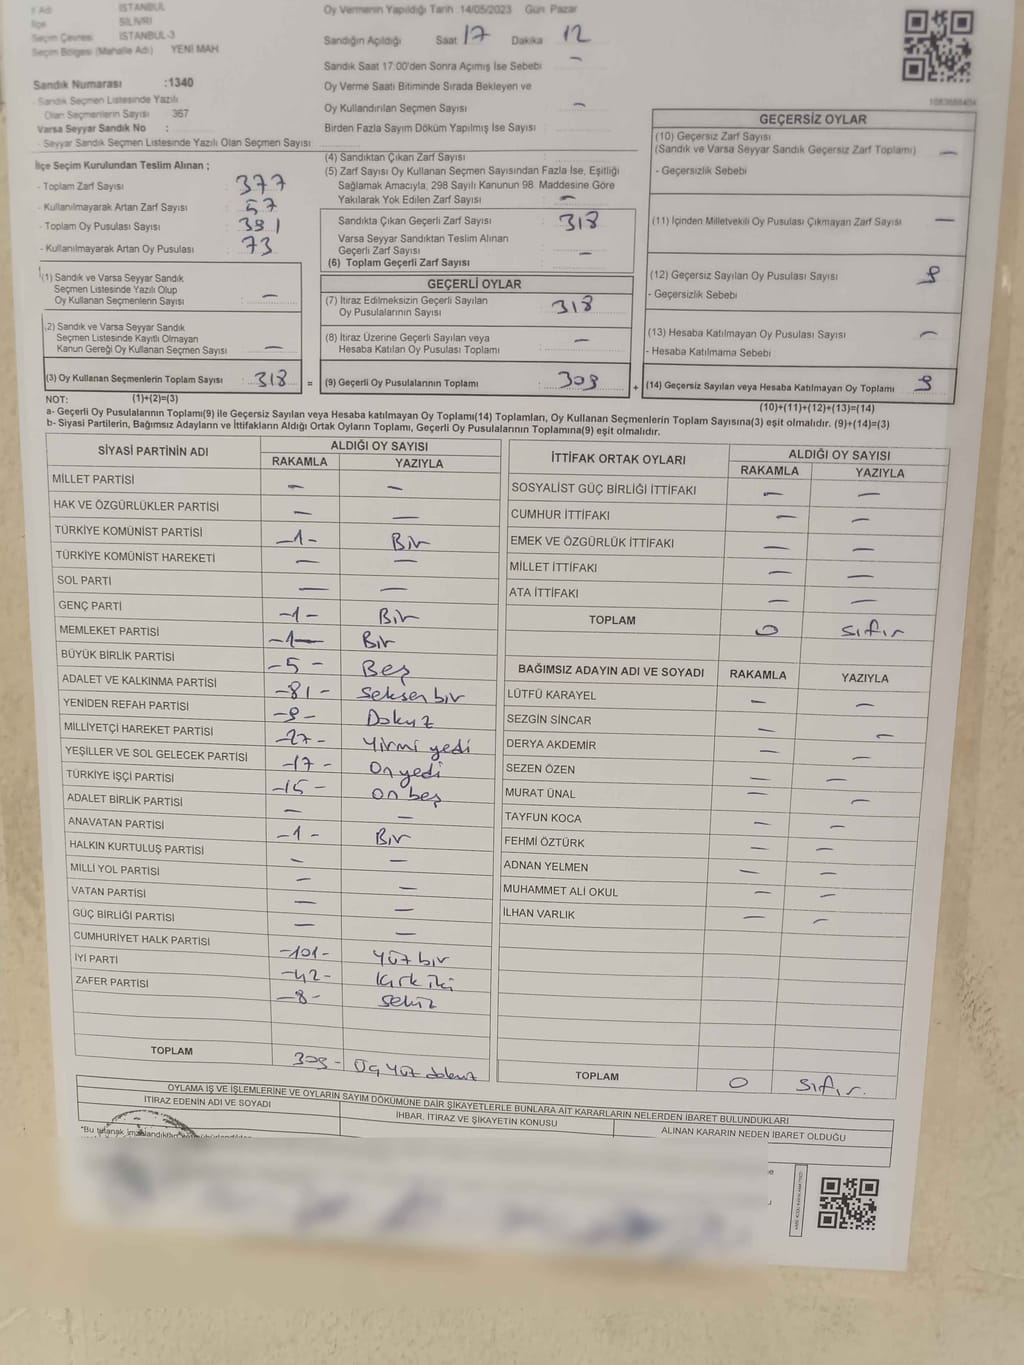 İli Adı : İSTANBUL
İlçe : SİLİVRİ
Seçim Çevresi : İSTANBUL-3
Seçim Bölgesi (Mahalle Adı) YENİ MAH.
Sandık Numarası :1340
- Sandık Seçmen Listesinde Yazılı
Olan Seçmenlerin Sayısı : 367
Varsa Seyyar Sandık No :
- Seyyar Sandık Seçmen Listesinde Yazılı Olan Seçmen Sayısı :
İlçe Seçim Kurulundan Teslim Alınan ;
- Toplam Zarf Sayısı : 377
- Kullanılmayarak Artan Zarf Sayısı : 57
- Toplam Oy Pusulası Sayısı : 391
- Kullanılmayarak Artan Oy Pusulası : 73
(1) Sandık ve Varsa Seyyar Sandık
Seçmen Listesinde Yazılı Olup
Oy Kullanan Seçmenlerin Sayısı : —
(2) Sandık ve Varsa Seyyar Sandık
Seçmen Listesinde Kayıtlı Olmayan
Kanun Gereği Oy Kullanan Seçmen Sayısı : —
(3) Oy Kullanan Seçmenlerin Toplam Sayısı : 318 =
Oy Vermenin Yapıldığı Tarih :14/05/2023 Gün: Pazar
Sandığın Açıldığı Saat 17 Dakika 12
Sandık Saat 17:00'den Sonra Açımış İse Sebebi : —
Oy Verme Saati Bitiminde Sırada Bekleyen ve
Oy Kullandırılan Seçmen Sayısı : —
Birden Fazla Sayım Döküm Yapılmış İse Sayısı :
(4) Sandıktan Çıkan Zarf Sayısı :
(5) Zarf Sayısı Oy Kullanan Seçmen Sayısından Fazla İse, Eşitliği
Sağlamak Amacıyla, 298 Sayılı Kanunun 98. Maddesine Göre
Yakılarak Yok Edilen Zarf Sayısı : —
Sandıkta Çıkan Geçerli Zarf Sayısı : 318
Varsa Seyyar Sandıktan Teslim Alınan
Geçerli Zarf Sayısı : —
(6) Toplam Geçerli Zarf Sayısı :
GEÇERLİ OYLAR
(7) İtiraz Edilmeksizin Geçerli Sayılan
Oy Pusulalarının Sayısı : 318
(8) İtiraz Üzerine Geçerli Sayılan veya
Hesaba Katılan Oy Pusulası Toplamı : —
(9) Geçerli Oy Pusulalarının Toplamı : 309 +
GEÇERSİZ OYLAR
(10) Geçersiz Zarf Sayısı
(Sandık ve Varsa Seyyar Sandık Geçersiz Zarf Toplamı) : —
- Geçersizlik Sebebi
(11) İçinden Milletvekili Oy Pusulası Çıkmayan Zarf Sayısı : —
(12) Geçersiz Sayılan Oy Pusulası Sayısı : 9
- Geçersizlik Sebebi
(13) Hesaba Katılmayan Oy Pusulası Sayısı : —
- Hesaba Katılmama Sebebi
(14) Geçersiz Sayılan veya Hesaba Katılmayan Oy Toplamı : 9
NOT: (1)+(2)=(3) (10)+(11)+(12)+(13)=(14)
a- Geçerli Oy Pusulalarının Toplamı(9) ile Geçersiz Sayılan veya Hesaba katılmayan Oy Toplamı(14) Toplamları, Oy Kullanan Seçmenlerin Toplam Sayısına(3) eşit olmalıdır. (9)+(14)=(3)
b- Siyasi Partilerin, Bağımsız Adayların ve İttifakların Aldığı Ortak Oyların Toplamı, Geçerli Oy Pusulalarının Toplamına(9) eşit olmalıdır.
SİYASİ PARTİNİN ADI ALDIĞI OY SAYISI
RAKAMLA YAZIYLA
MİLLET PARTİSİ — —
HAK VE ÖZGÜRLÜKLER PARTİSİ — —
TÜRKİYE KOMÜNİST PARTİSİ -1- Bir
TÜRKİYE KOMÜNİST HAREKETİ — —
SOL PARTİ — —
GENÇ PARTİ -1- Bir
MEMLEKET PARTİSİ -1- Bir
BÜYÜK BİRLİK PARTİSİ -5- Beş
ADALET VE KALKINMA PARTİSİ -81- Seksen bir
YENİDEN REFAH PARTİSİ -9- Dokuz
MİLLİYETÇİ HAREKET PARTİSİ -27- Yirmi yedi
YEŞİLLER VE SOL GELECEK PARTİSİ -17- On yedi
TÜRKİYE İŞÇİ PARTİSİ -15- On beş
ADALET BİRLİK PARTİSİ — —
ANAVATAN PARTİSİ -1- Bir
HALKIN KURTULUŞ PARTİSİ — —
MİLLİ YOL PARTİSİ — —
VATAN PARTİSİ — —
GÜÇ BİRLİĞİ PARTİSİ — —
CUMHURİYET HALK PARTİSİ -101- Yüz bir
İYİ PARTİ -42- Kırk iki
ZAFER PARTİSİ -8- Sekiz
TOPLAM 309- Üç yüz dokuz
İTTİFAK ORTAK OYLARI ALDIĞI OY SAYISI
RAKAMLA YAZIYLA
SOSYALİST GÜÇ BİRLİĞİ İTTİFAKI — —
CUMHUR İTTİFAKI — —
EMEK VE ÖZGÜRLÜK İTTİFAKI — —
MİLLET İTTİFAKI — —
ATA İTTİFAKI — —
TOPLAM 0 Sıfır
BAĞIMSIZ ADAYIN ADI VE SOYADI RAKAMLA YAZIYLA
LÜTFÜ KARAYEL — —
SEZGİN SİNCAR — —
DERYA AKDEMİR — —
SEZEN ÖZEN — —
MURAT ÜNAL — —
TAYFUN KOCA — —
FEHMİ ÖZTÜRK — —
ADNAN YELMEN — —
MUHAMMET ALİ OKUL — —
İLHAN VARLIK — —
TOPLAM 0 Sıfır.
OYLAMA İŞ VE İŞLEMLERİNE VE OYLARIN SAYIM DÖKÜMÜNE DAİR ŞİKAYETLERLE BUNLARA AİT KARARLARIN NELERDEN İBARET BULUNDUKLARI
İTİRAZ EDENİN ADI VE SOYADI İHBAR, İTİRAZ VE ŞİKAYETİN KONUSU ALINAN KARARIN NEDEN İBARET OLDUĞU
"Bu tutanak